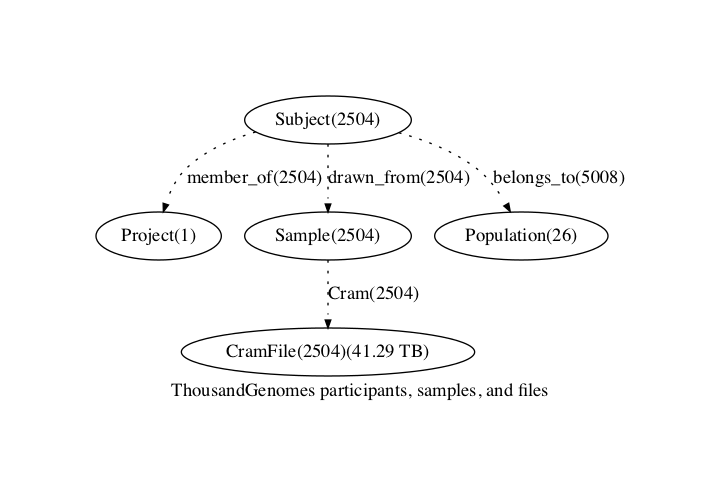 Subject(2504)
member_of(2504) drawn_from(2504) belongs_to(5008)
Project(1) Sample(2504) Population(26)
Cram(2504)
CramFile(2504)(41.29 TB)
ThousandGenomes participants, samples, and files